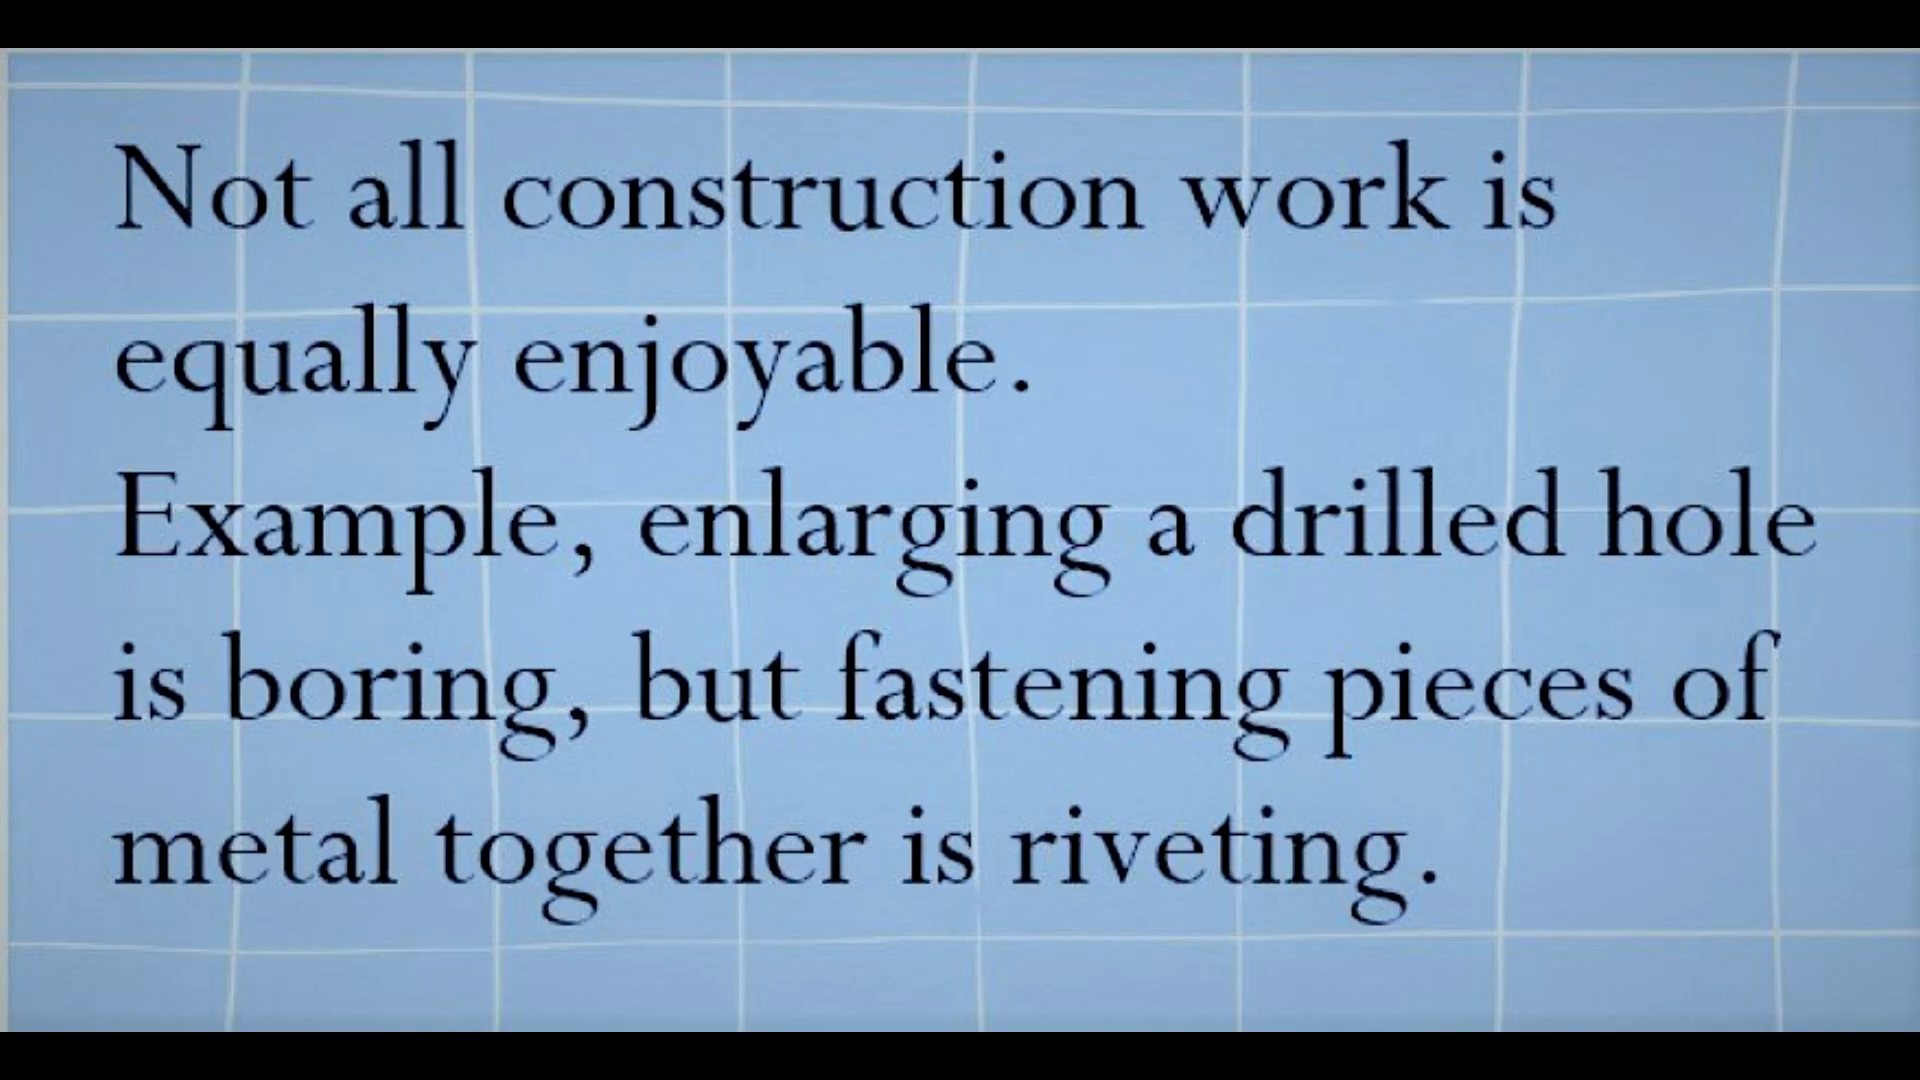 Not all construction work is
equally enjoyable.
Example, enlarging a drilled hole
is boring, but fastening pieces of
metal together is riveting.